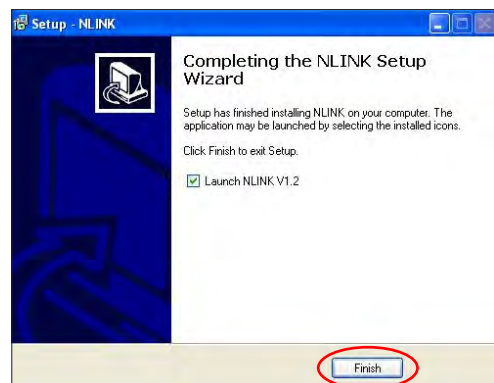 Setup - NLINK
Completing the NLINK Setup
Wizard
Setup has finished installing NLINK on your computer. The
application may be launched by selecting the installed icons.
Click Finish to exit Setup.
Launch NLINK V1.2
Finish